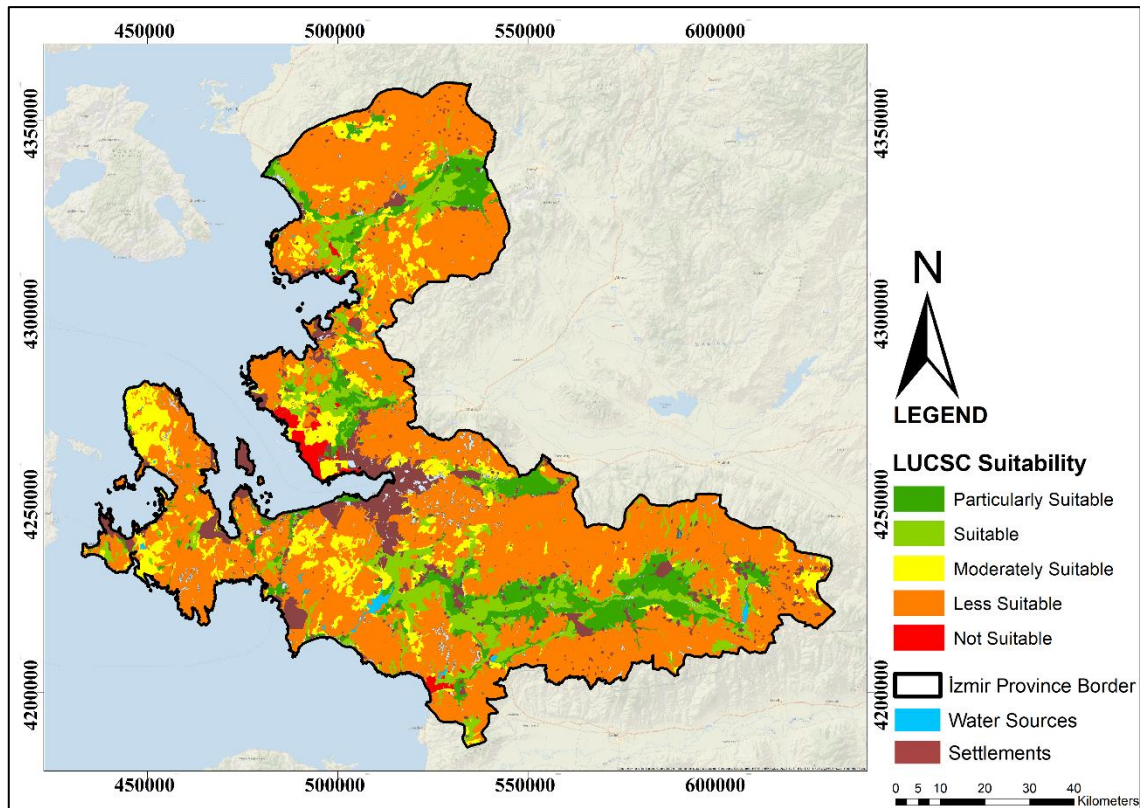 450000 500000 550000 600000
4350000
4300000
4250000
4200000
4350000
4300000
4250000
4200000
450000 500000 550000 600000
N
LEGEND
LUCSC Suitability
Particularly Suitable
Suitable
Moderately Suitable
Less Suitable
Not Suitable
İzmir Province Border
Water Sources
Settlements
0 5 10 20 30 40
Kilometers